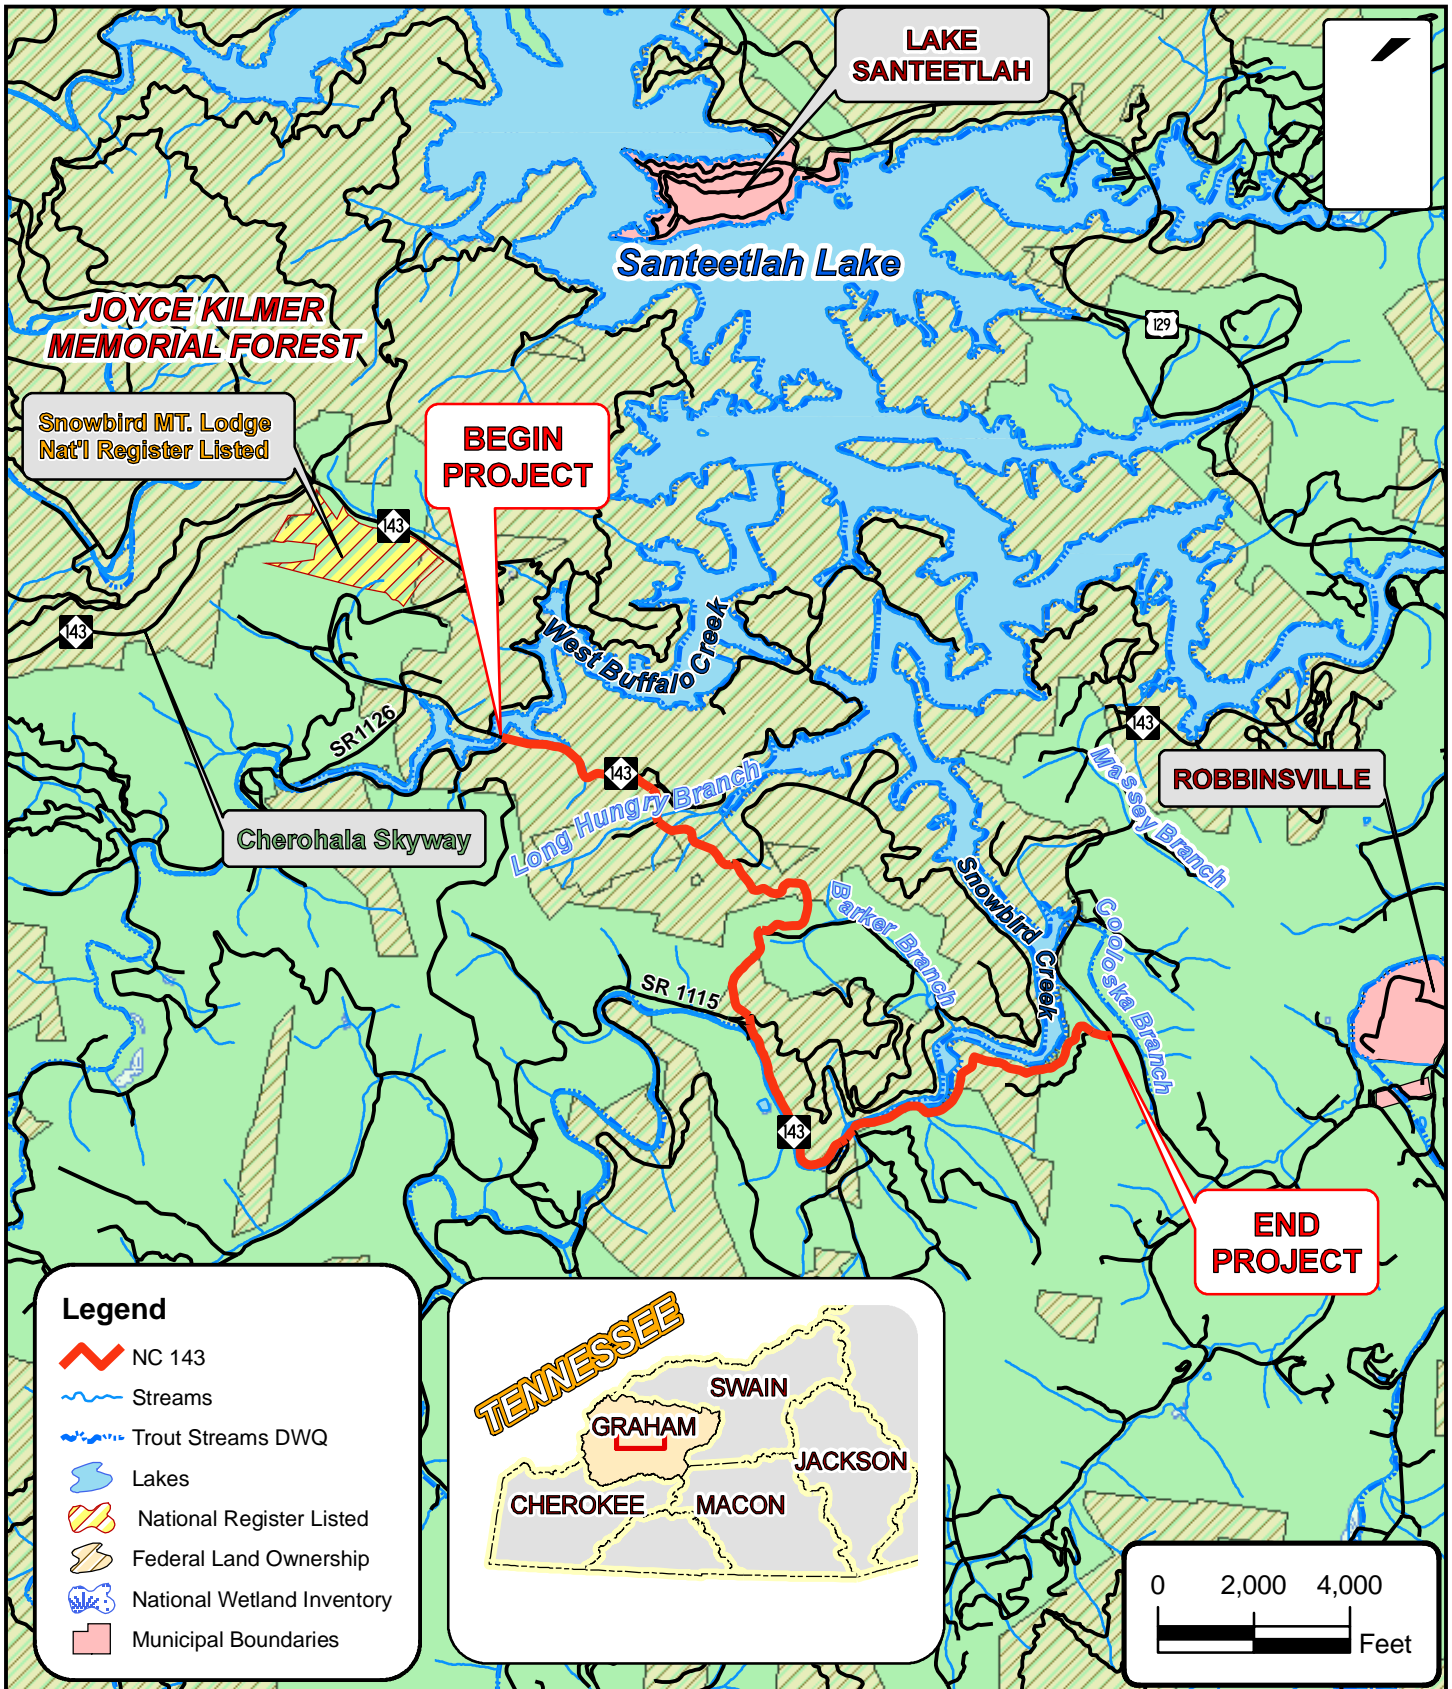 LAKE
SANTEETLAH
Santeetlah Lake
JOYCE KILMER
MEMORIAL FOREST
129
Snowbird MT. Lodge
Nat'l Register Listed
BEGIN
PROJECT
143
143
West Buffalo Creek
SR1126
143
143
Long Hungry Branch
Massey Branch
ROBBINSVILLE
Cherohala Skyway
Snowbird Creek
Barker Branch
Cooloska Branch
SR 1115
143
END
PROJECT
Legend
NC 143
Streams
Trout Streams DWQ
Lakes
National Register Listed
Federal Land Ownership
National Wetland Inventory
Municipal Boundaries
TENNESSEE
SWAIN
GRAHAM
JACKSON
CHEROKEE
MACON
0 2,000 4,000
Feet